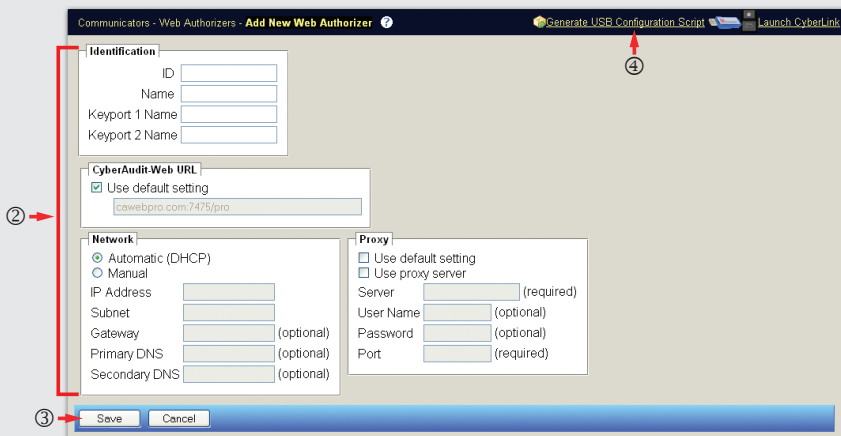 Communicators - Web Authorizers - Add New Web Authorizer ? Generate USB Configuration Script Launch CyberLink
④
Identification
ID
Name
Keyport 1 Name
Keyport 2 Name
CyberAudit-Web URL
Use default setting
cawebpro.com:7475/pro
②
Network
Automatic (DHCP)
Manual
IP Address
Subnet
Gateway (optional)
Primary DNS (optional)
Secondary DNS (optional)
Proxy
Use default setting
Use proxy server
Server (required)
User Name (optional)
Password (optional)
Port (required)
③ Save Cancel